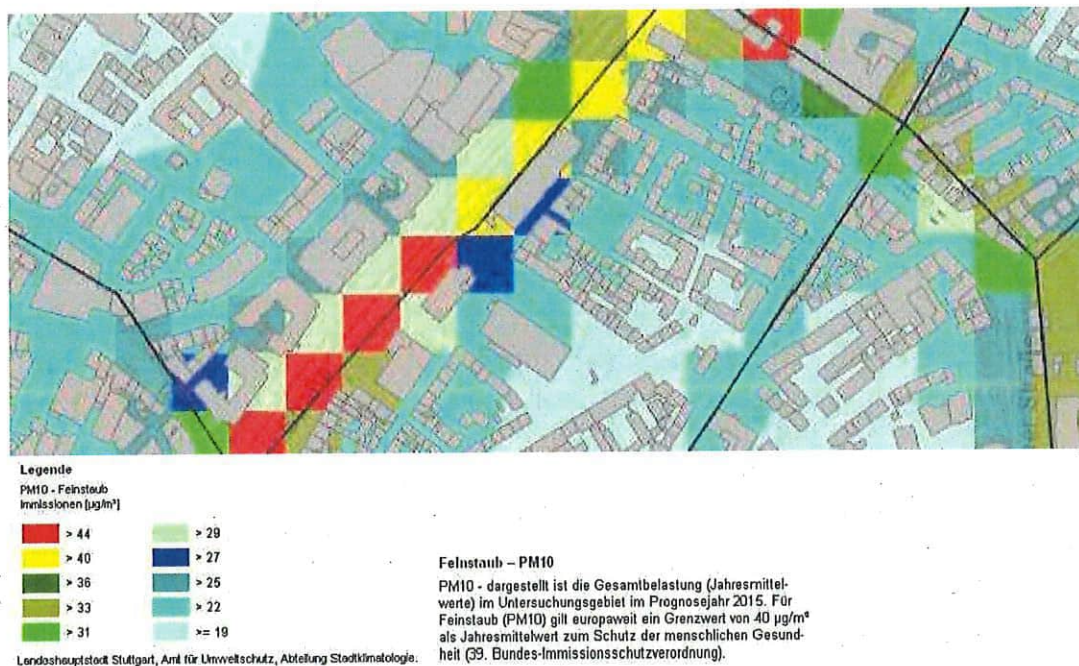 Legende
PM10 - Feinstaub
Immissionen [µg/m³]
> 44
> 40
> 36
> 33
> 31
> 29
> 27
> 25
> 22
>= 19
Landeshauptstadt Stuttgart, Amt für Umweltschutz, Abteilung Stadtklimatologie.
Feinstaub – PM10
PM10 - dargestellt ist die Gesamtbelastung (Jahresmittel-
werte) im Untersuchungsgebiet im Prognosejahr 2015. Für
Feinstaub (PM10) gilt europaweit ein Grenzwert von 40 µg/m³
als Jahresmittelwert zum Schutz der menschlichen Gesund-
heit (39. Bundes-Immissionsschutzverordnung).